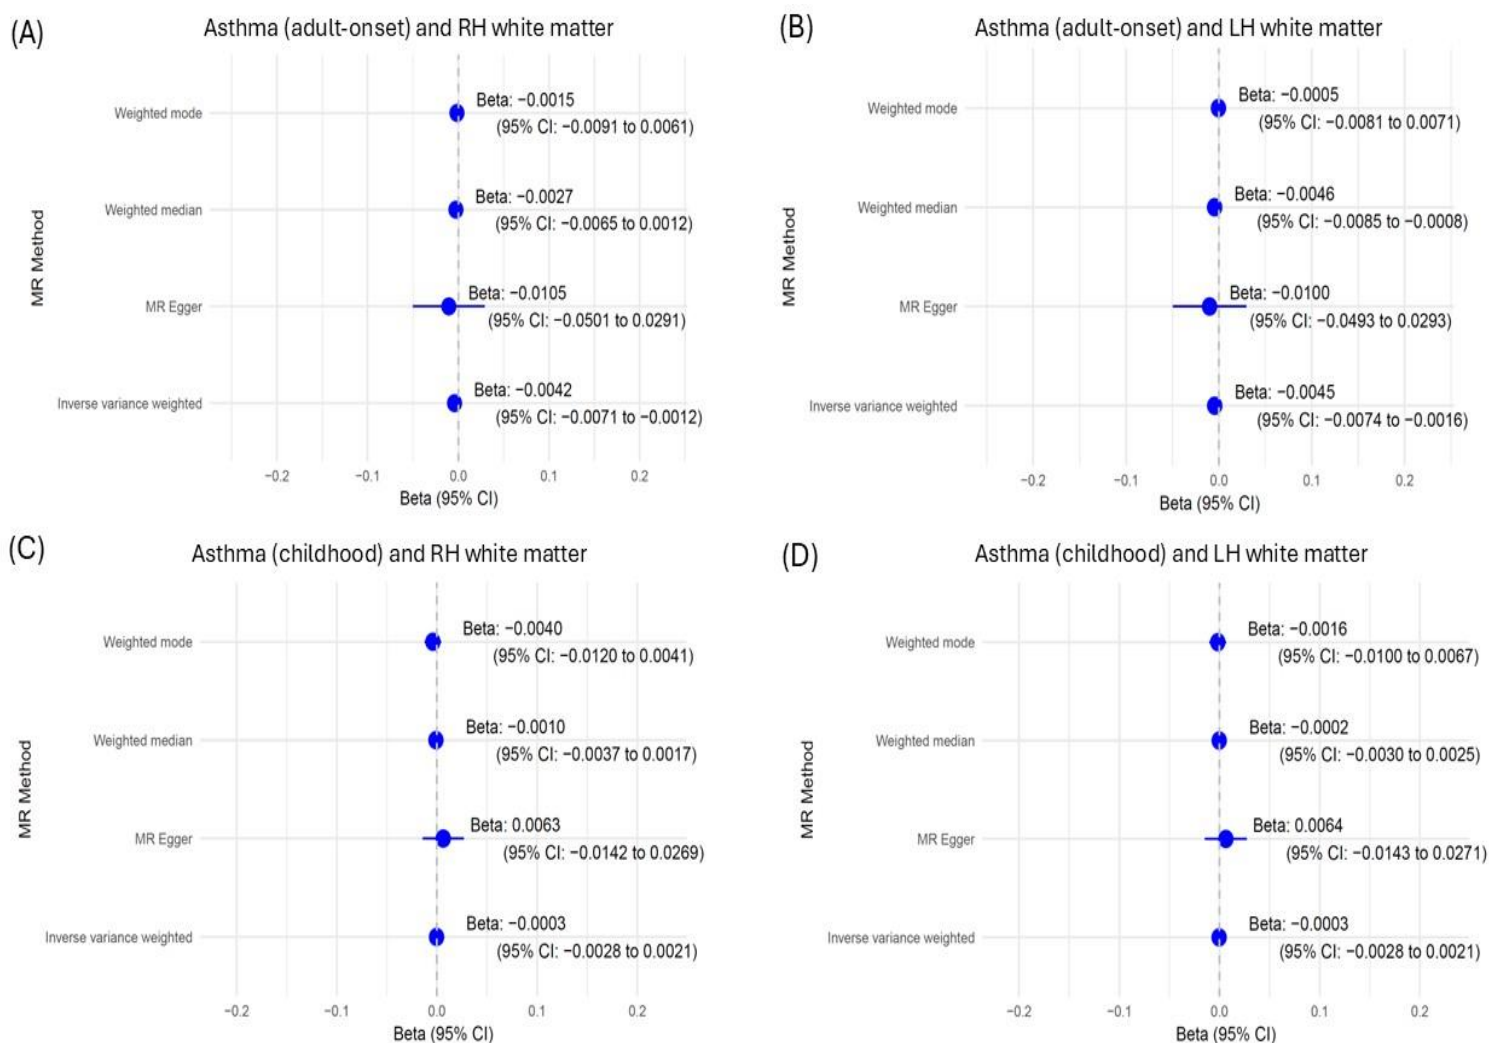 (A)
Asthma (adult-onset) and RH white matter
MR Method
Weighted mode
Beta: −0.0015
(95% CI: −0.0091 to 0.0061)
Weighted median
Beta: −0.0027
(95% CI: −0.0065 to 0.0012)
MR Egger
Beta: −0.0105
(95% CI: −0.0501 to 0.0291)
Inverse variance weighted
Beta: −0.0042
(95% CI: −0.0071 to −0.0012)
−0.2 −0.1 0.0 0.1 0.2
Beta (95% CI)
(B)
Asthma (adult-onset) and LH white matter
MR Method
Weighted mode
Beta: −0.0005
(95% CI: −0.0081 to 0.0071)
Weighted median
Beta: −0.0046
(95% CI: −0.0085 to −0.0008)
MR Egger
Beta: −0.0100
(95% CI: −0.0493 to 0.0293)
Inverse variance weighted
Beta: −0.0045
(95% CI: −0.0074 to −0.0016)
−0.2 −0.1 0.0 0.1 0.2
Beta (95% CI)
(C)
Asthma (childhood) and RH white matter
MR Method
Weighted mode
Beta: −0.0040
(95% CI: −0.0120 to 0.0041)
Weighted median
Beta: −0.0010
(95% CI: −0.0037 to 0.0017)
MR Egger
Beta: 0.0063
(95% CI: −0.0142 to 0.0269)
Inverse variance weighted
Beta: −0.0003
(95% CI: −0.0028 to 0.0021)
−0.2 −0.1 0.0 0.1 0.2
Beta (95% CI)
(D)
Asthma (childhood) and LH white matter
MR Method
Weighted mode
Beta: −0.0016
(95% CI: −0.0100 to 0.0067)
Weighted median
Beta: −0.0002
(95% CI: −0.0030 to 0.0025)
MR Egger
Beta: 0.0064
(95% CI: −0.0143 to 0.0271)
Inverse variance weighted
Beta: −0.0003
(95% CI: −0.0028 to 0.0021)
−0.2 −0.1 0.0 0.1 0.2
Beta (95% CI)